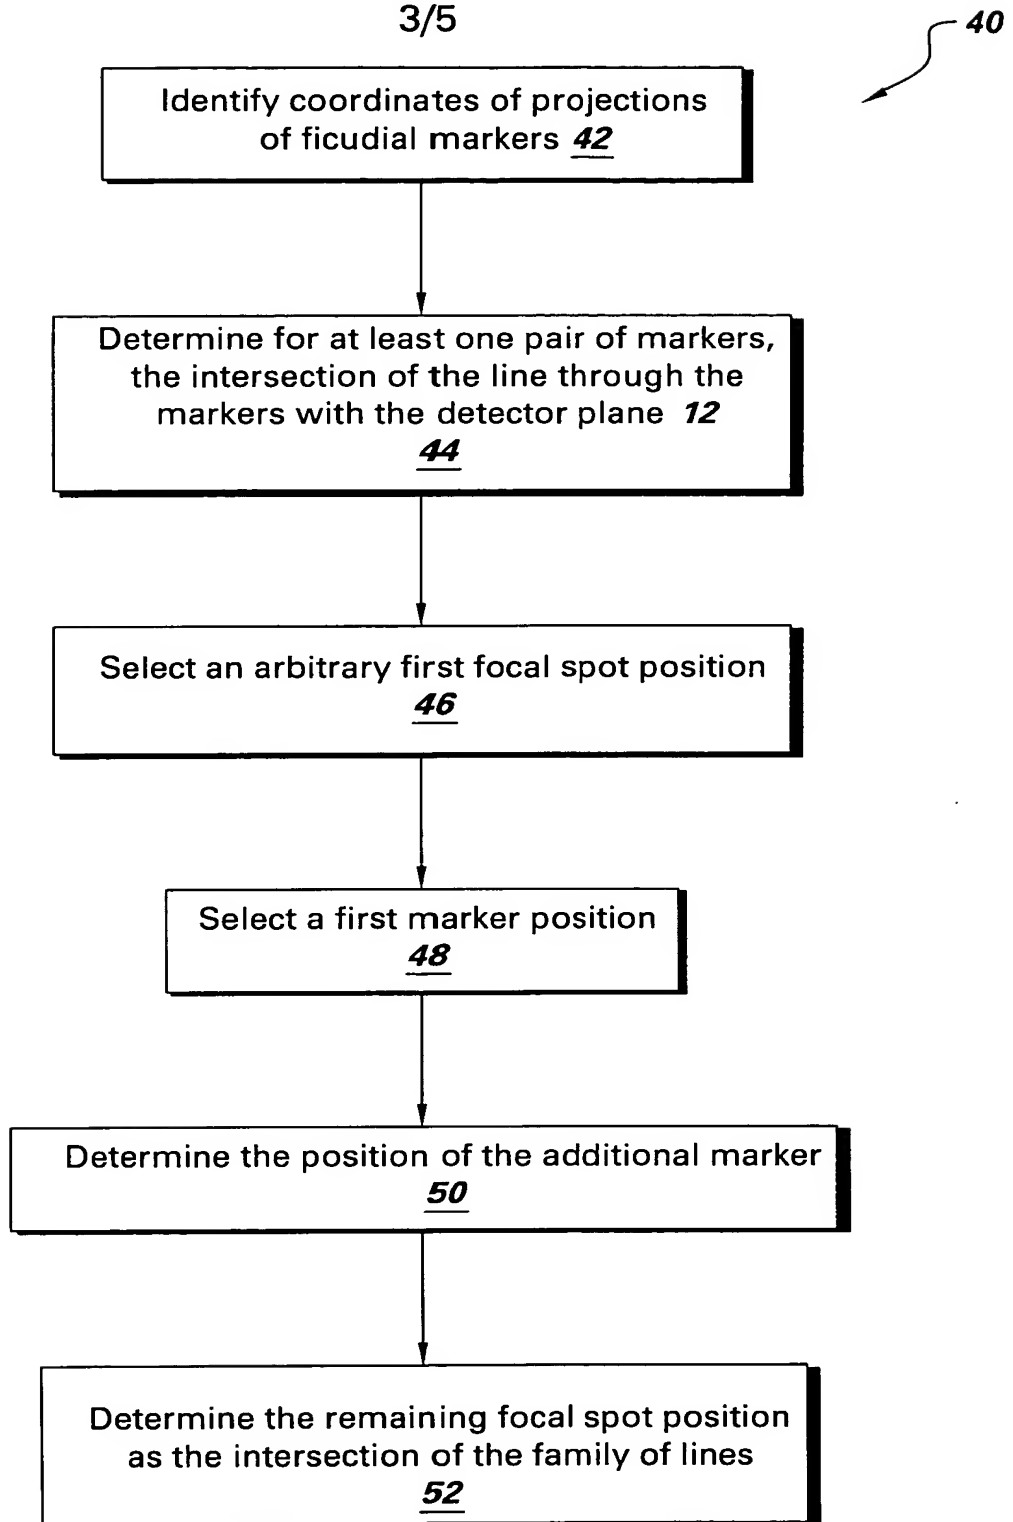 3/5
40
Identify coordinates of projections
of ficudial markers 42
Determine for at least one pair of markers,
the intersection of the line through the
markers with the detector plane 12
44
Select an arbitrary first focal spot position
46
Select a first marker position
48
Determine the position of the additional marker
50
Determine the remaining focal spot position
as the intersection of the family of lines
52